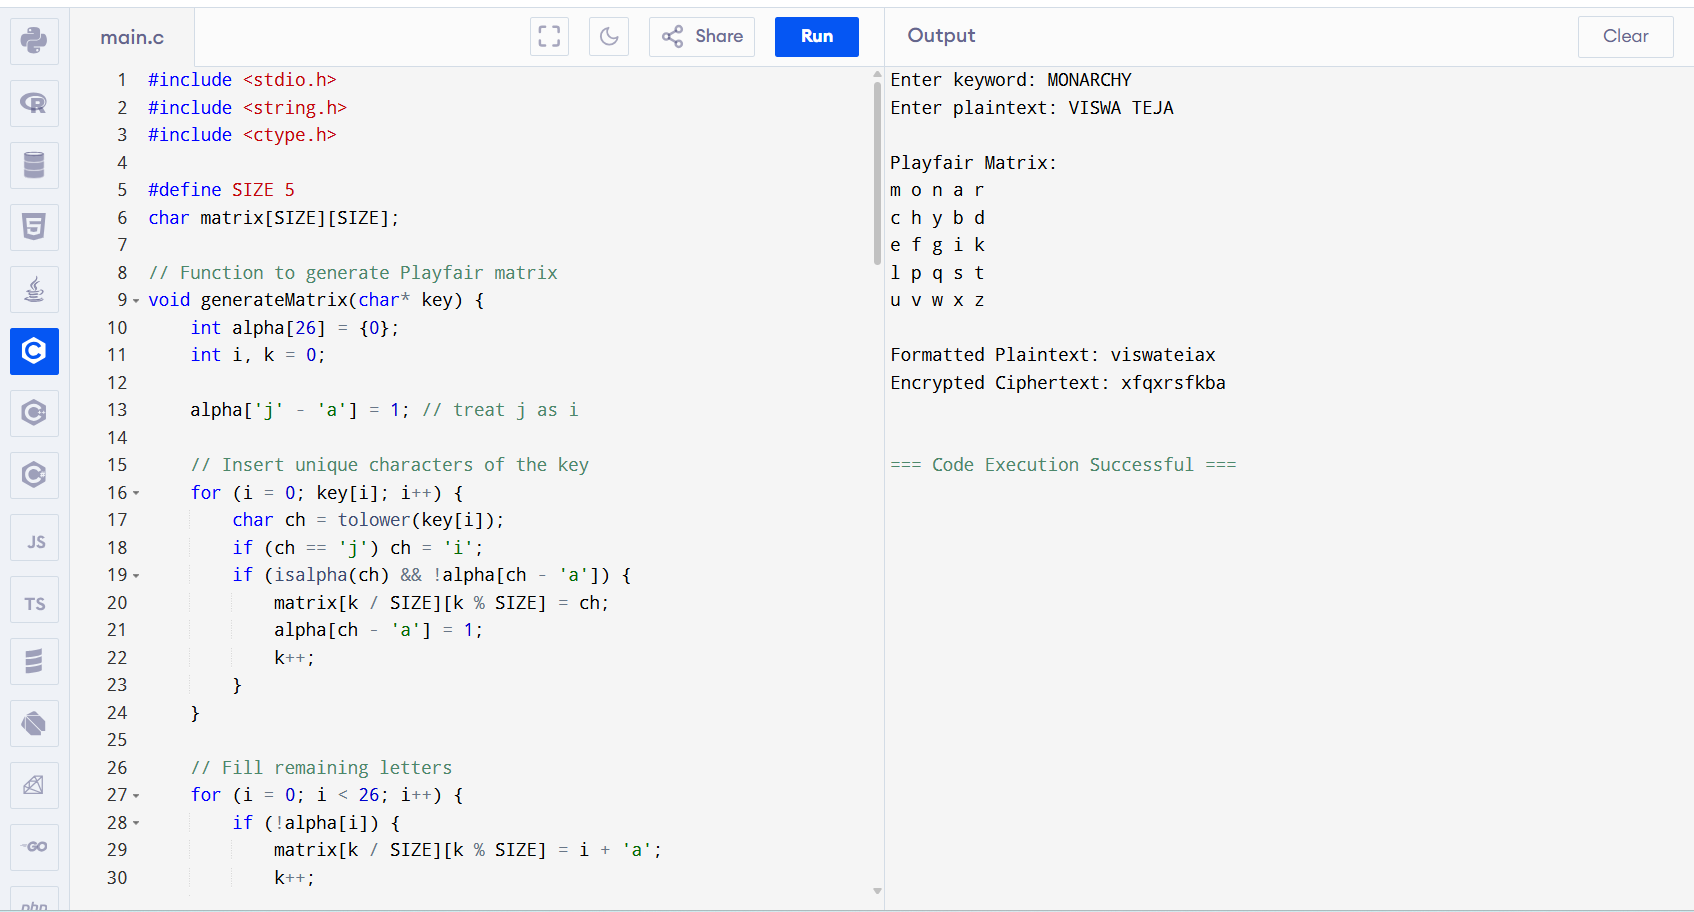 main.c
Share
Run
Output
Clear
1 #include <stdio.h>
2 #include <string.h>
3 #include <ctype.h>
4
5 #define SIZE 5
6 char matrix[SIZE][SIZE];
7
8 // Function to generate Playfair matrix
9 void generateMatrix(char* key) {
10     int alpha[26] = {0};
11     int i, k = 0;
12
13     alpha['j' - 'a'] = 1; // treat j as i
14
15     // Insert unique characters of the key
16     for (i = 0; key[i]; i++) {
17         char ch = tolower(key[i]);
18         if (ch == 'j') ch = 'i';
19         if (isalpha(ch) && !alpha[ch - 'a']) {
20             matrix[k / SIZE][k % SIZE] = ch;
21             alpha[ch - 'a'] = 1;
22             k++;
23         }
24     }
25
26     // Fill remaining letters
27     for (i = 0; i < 26; i++) {
28         if (!alpha[i]) {
29             matrix[k / SIZE][k % SIZE] = i + 'a';
30             k++;
Enter keyword: MONARCHY
Enter plaintext: VISWA TEJA
Playfair Matrix:
m o n a r
c h y b d
e f g i k
l p q s t
u v w x z
Formatted Plaintext: viswateiax
Encrypted Ciphertext: xfqxrsfkba
=== Code Execution Successful ===
R
5
C
C
C
JS
TS
GO
php